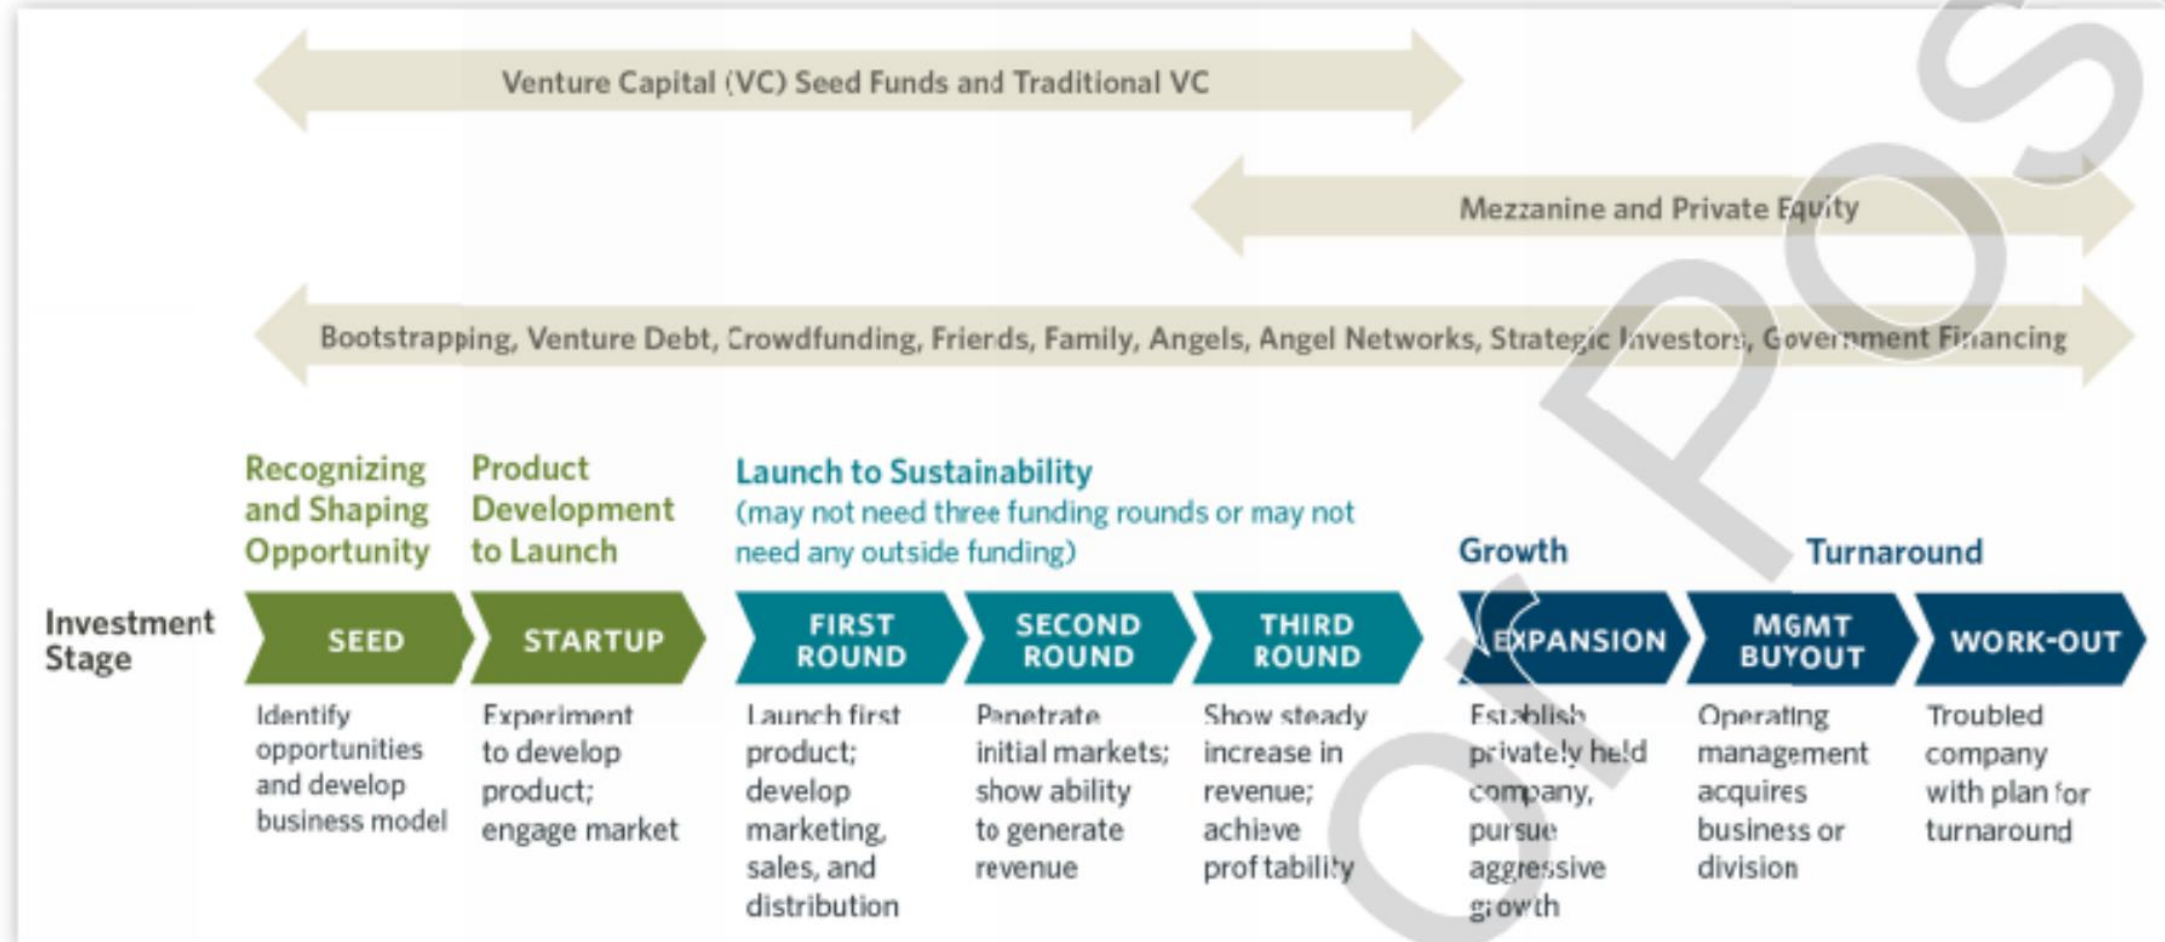 Venture Capital (VC) Seed Funds and Traditional VC
Mezzanine and Private Equity
Bootstrapping, Venture Debt, Crowdfunding, Friends, Family, Angels, Angel Networks, Strategic Investors, Government Financing
Recognizing
and Shaping
Opportunity
Product
Development
to Launch
Launch to Sustainability
(may not need three funding rounds or may not
need any outside funding)
Growth
Turnaround
Investment
Stage
SEED
STARTUP
FIRST
ROUND
SECOND
ROUND
THIRD
ROUND
EXPANSION
MGMT
BUYOUT
WORK-OUT
Identify
opportunities
and develop
business model
Experiment
to develop
product;
engage market
Launch first
product;
develop
marketing,
sales, and
distribution
Penetrate
initial markets;
show ability
to generate
revenue
Show steady
increase in
revenue;
achieve
profitability
Establish
privately held
company,
pursue
aggressive
growth
Operating
management
acquires
business or
division
Troubled
company
with plan for
turnaround
or Pos